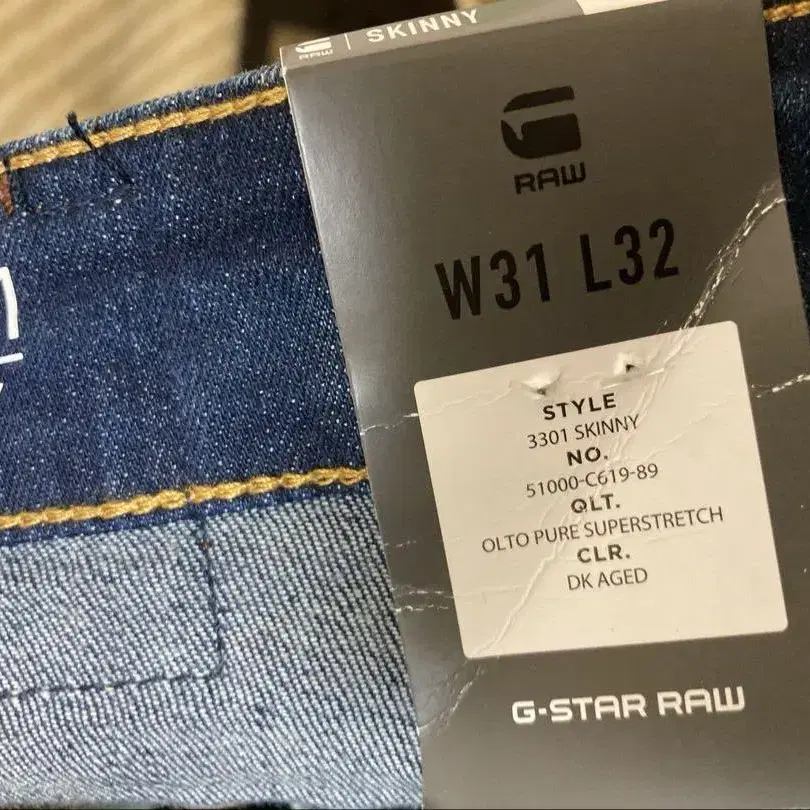 RAW | SKINNY
RAW
W31 L32
STYLE
3301 SKINNY
NO.
51000-C619-89
QLT.
OLTO PURE SUPERSTRETCH
CLR.
DK AGED
G-STAR RAW